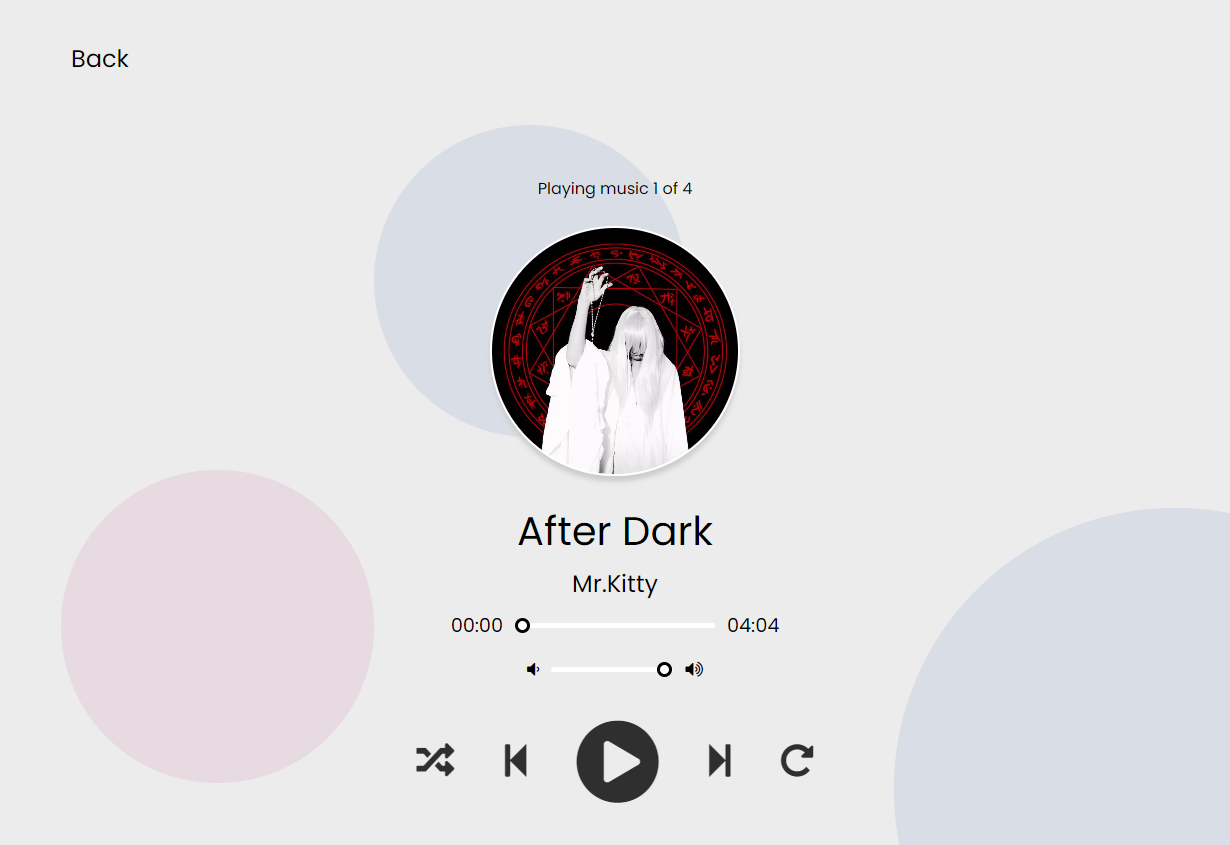 Back
Playing music 1 of 4
After Dark
Mr.Kitty
00:00 04:04